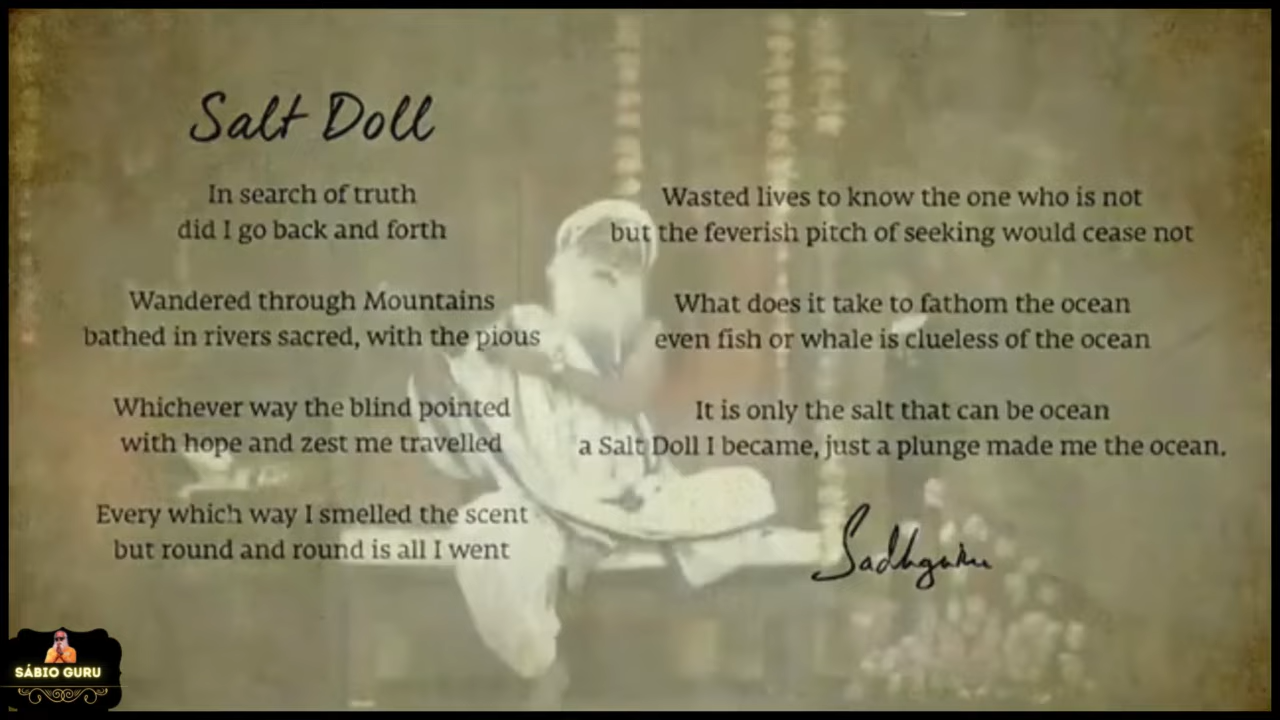 Salt Doll
In search of truth
did I go back and forth
Wandered through Mountains
bathed in rivers sacred, with the pious
Whichever way the blind pointed
with hope and zest me travelled
Every which way I smelled the scent
but round and round is all I went
Wasted lives to know the one who is not
but the feverish pitch of seeking would cease not
What does it take to fathom the ocean
even fish or whale is clueless of the ocean
It is only the salt that can be ocean
a Salt Doll I became, just a plunge made me the ocean.
Sadhguru
SÁBIO GURU